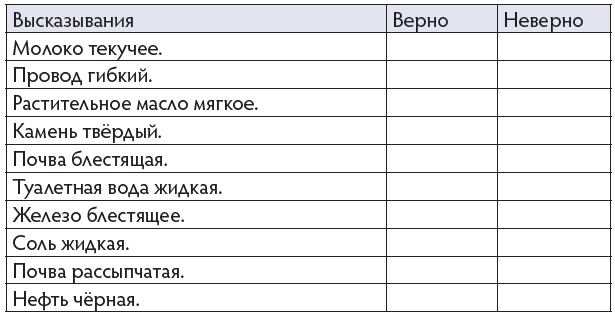 Высказывания Верно Неверно
Молоко текучее.
Провод гибкий.
Растительное масло мягкое.
Камень твёрдый.
Почва блестящая.
Туалетная вода жидкая.
Железо блестящее.
Соль жидкая.
Почва рассыпчатая.
Нефть чёрная.